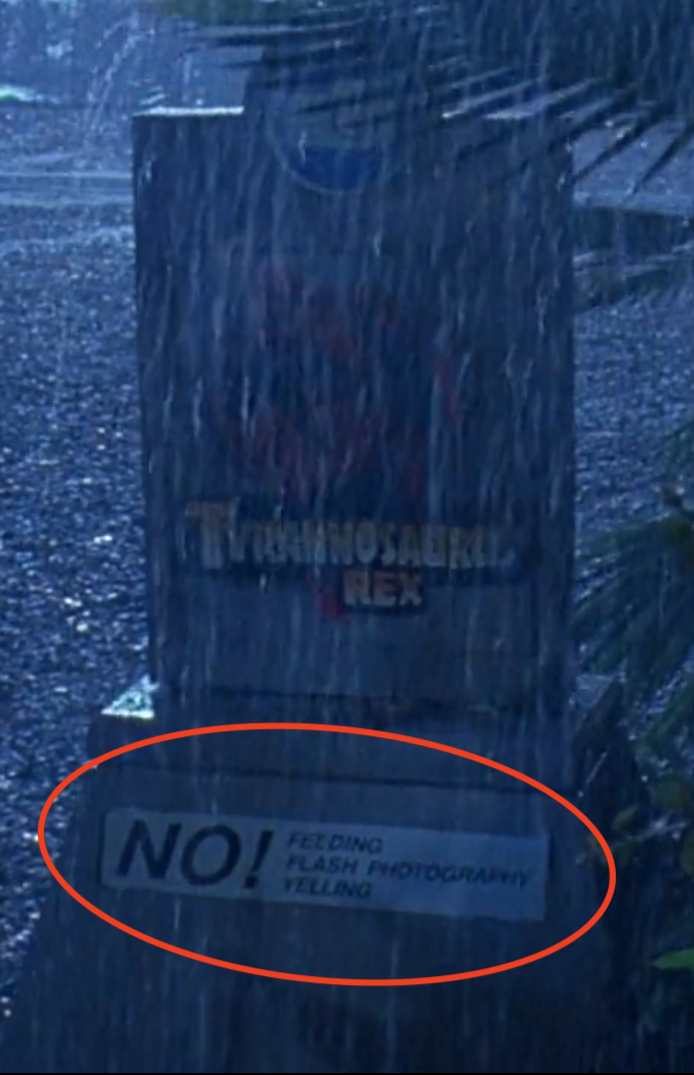 TYRANNOSAURUS
REX
NO!
FEEDING
FLASH PHOTOGRAPHY
YELLING